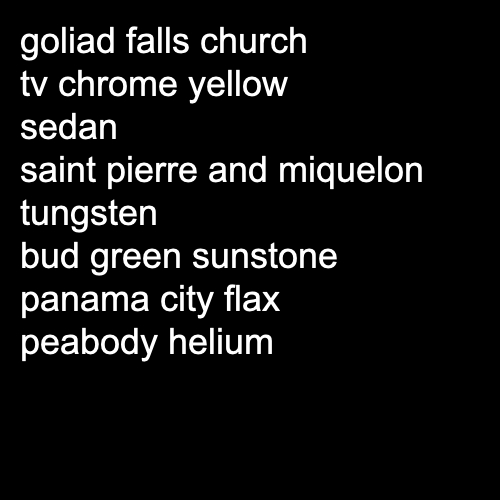 goliad falls church
tv chrome yellow
sedan
saint pierre and miquelon
tungsten
bud green sunstone
panama city flax
peabody helium